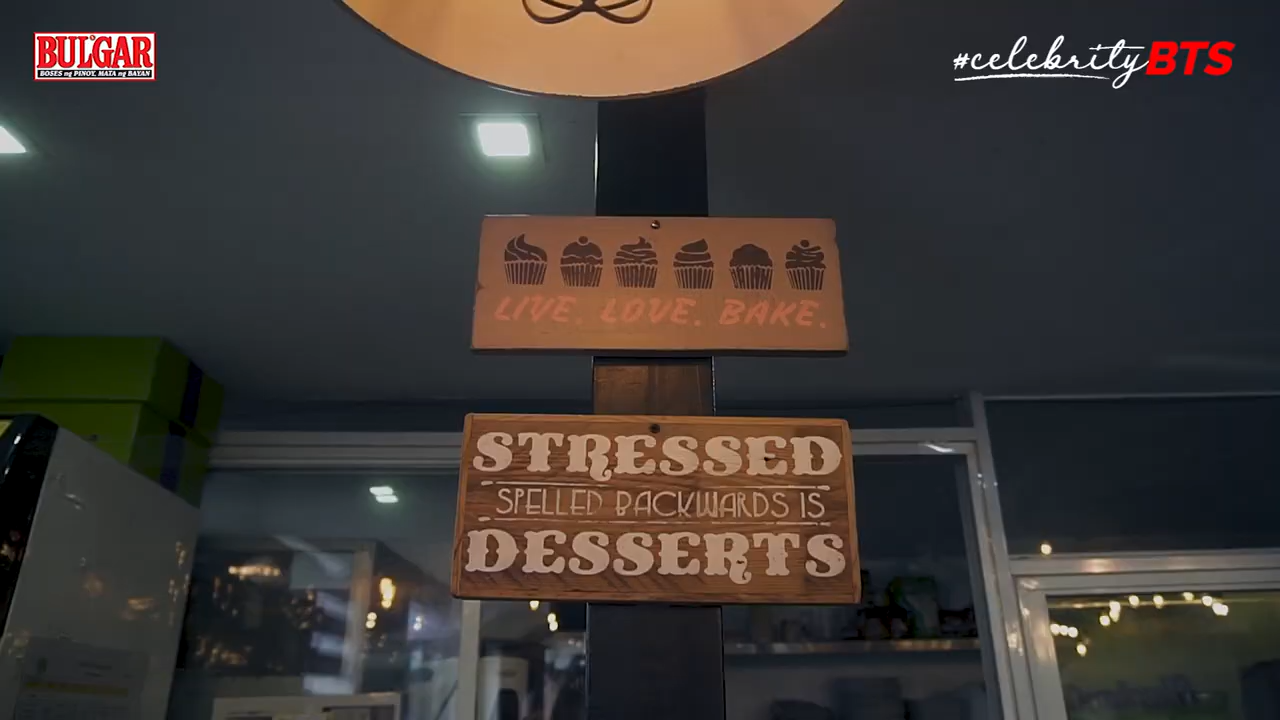 BULGAR
BOSES ng PINOY, MATA ng BAYAN
#celebrityBTS
LIVE. LOVE. BAKE.
STRESSED
SPELLED BACKWARDS IS
DESSERTS